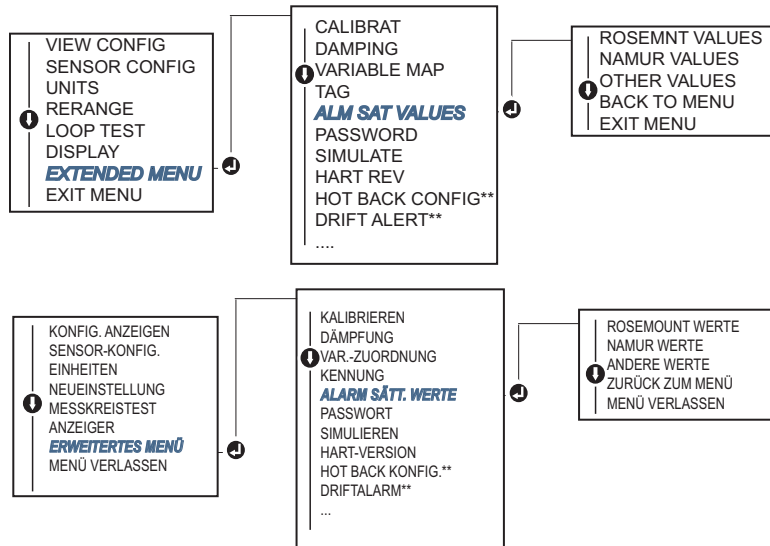 VIEW CONFIG
SENSOR CONFIG
UNITS
RERANGE
LOOP TEST
DISPLAY
EXTENDED MENU
EXIT MENU
CALIBRAT
DAMPING
VARIABLE MAP
TAG
ALM SAT VALUES
PASSWORD
SIMULATE
HART REV
HOT BACK CONFIG**
DRIFT ALERT**
....
ROSEMNT VALUES
NAMUR VALUES
OTHER VALUES
BACK TO MENU
EXIT MENU
KONFIG. ANZEIGEN
SENSOR-KONFIG.
EINHEITEN
NEUEINSTELLUNG
MESSKREISTEST
ANZEIGER
ERWEITERTES MENÜ
MENÜ VERLASSEN
KALIBRIEREN
DÄMPFUNG
VAR.-ZUORDNUNG
KENNUNG
ALARM SÄTT. WERTE
PASSWORT
SIMULIEREN
HART-VERSION
HOT BACK KONFIG.**
DRIFTALARM**
...
ROSEMOUNT WERTE
NAMUR WERTE
ANDERE WERTE
ZURÜCK ZUM MENÜ
MENÜ VERLASSEN